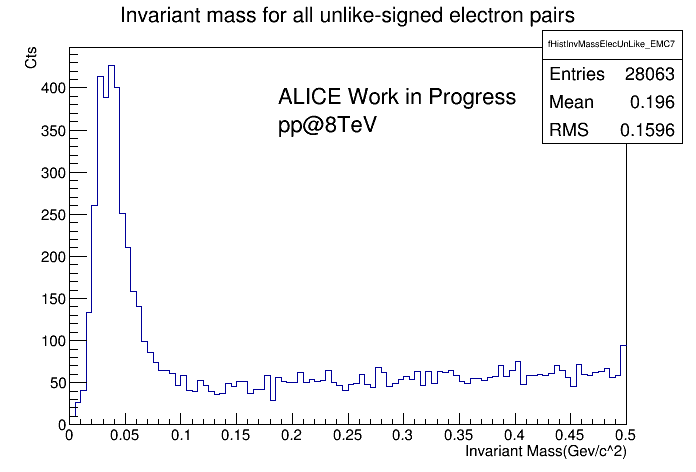 Invariant mass for all unlike-signed electron pairs
fHistInvMassElecUnLike_EMC7
Entries 28063
Mean 0.196
RMS 0.1596
ALICE Work in Progress
pp@8TeV
Cts
400
350
300
250
200
150
100
50
0
0 0.05 0.1 0.15 0.2 0.25 0.3 0.35 0.4 0.45 0.5
Invariant Mass(Gev/c^2)